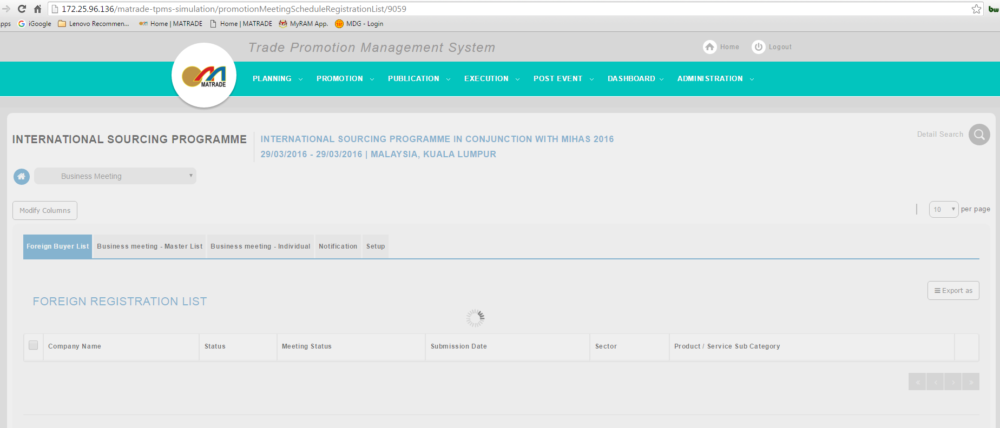 172.25.96.136/matrade-tpms-simulation/promotionMeetingScheduleRegistrationList/9059
bw
pps iGoogle Lenovo Recommen... Home | MATRADE Home | MATRADE MyRAM App. MDG - Login
Trade Promotion Management System
Home Logout
MATRADE
PLANNING PROMOTION PUBLICATION EXECUTION POST EVENT DASHBOARD ADMINISTRATION
INTERNATIONAL SOURCING PROGRAMME
INTERNATIONAL SOURCING PROGRAMME IN CONJUNCTION WITH MIHAS 2016
29/03/2016 - 29/03/2016 | MALAYSIA, KUALA LUMPUR
Detail Search
Business Meeting
Modify Columns
10 per page
Foreign Buyer List Business meeting - Master List Business meeting - Individual Notification Setup
Export as
FOREIGN REGISTRATION LIST
Company Name Status Meeting Status Submission Date Sector Product / Service Sub Category
« ‹ › »